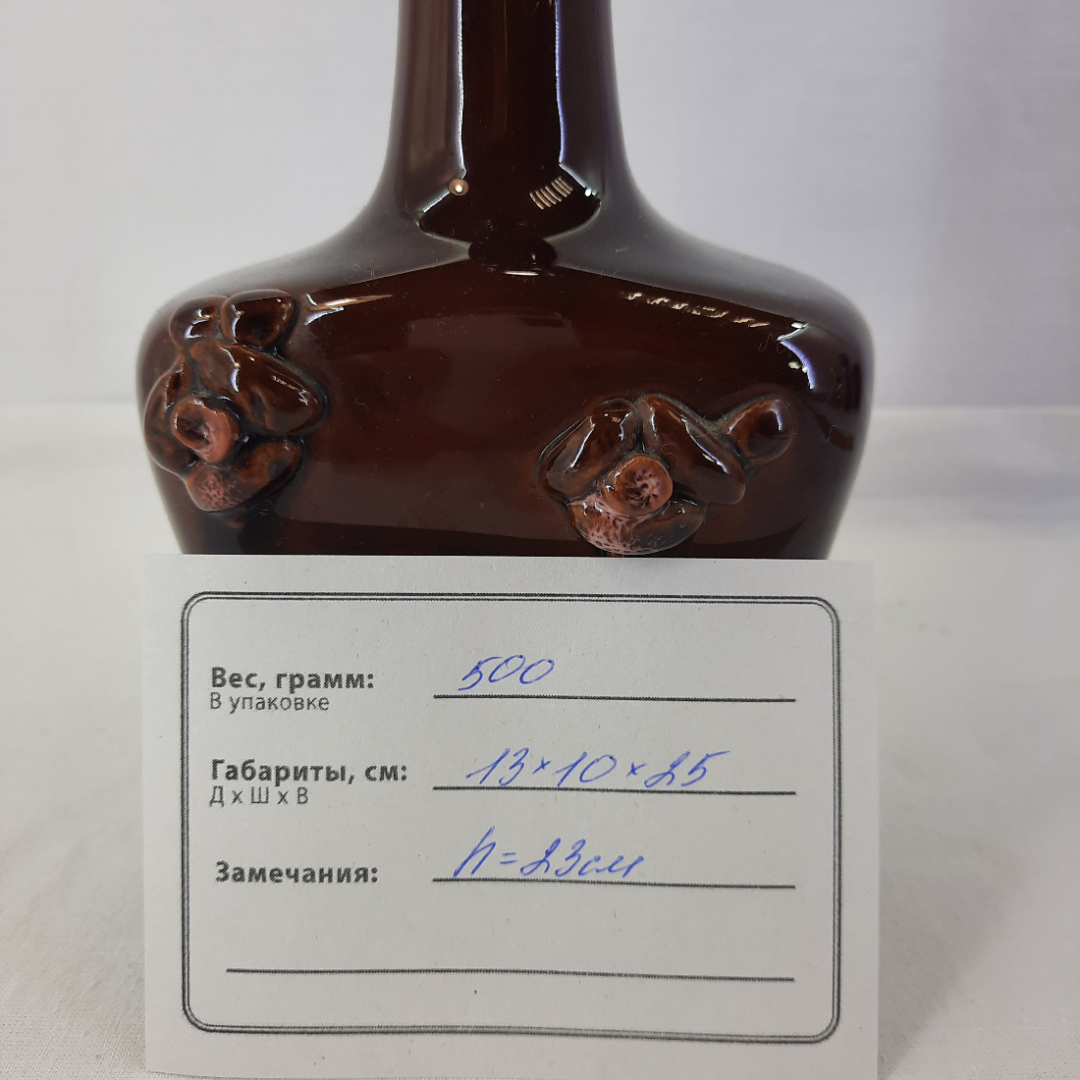 Вес, грамм: 500
В упаковке
Габариты, см: 13×10×25
Д х Ш х В
Замечания: h=23см